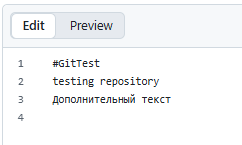 Edit Preview
1 #GitTest
2 testing repository
3 Дополнительный текст
4